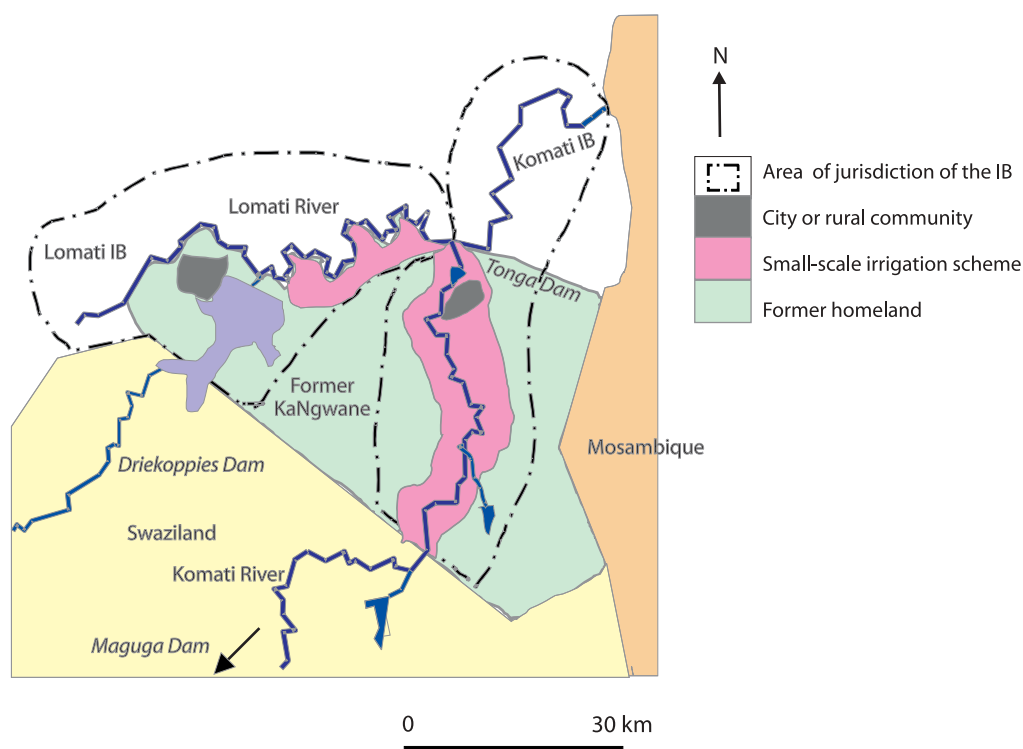 N
Komati IB
Area of jurisdiction of the IB
Lomati River
City or rural community
Lomati IB
Small-scale irrigation scheme
Tonga Dam
Former homeland
Former
KaNgwane
Mosambique
Driekoppies Dam
Swaziland
Komati River
Maguga Dam
0 30 km